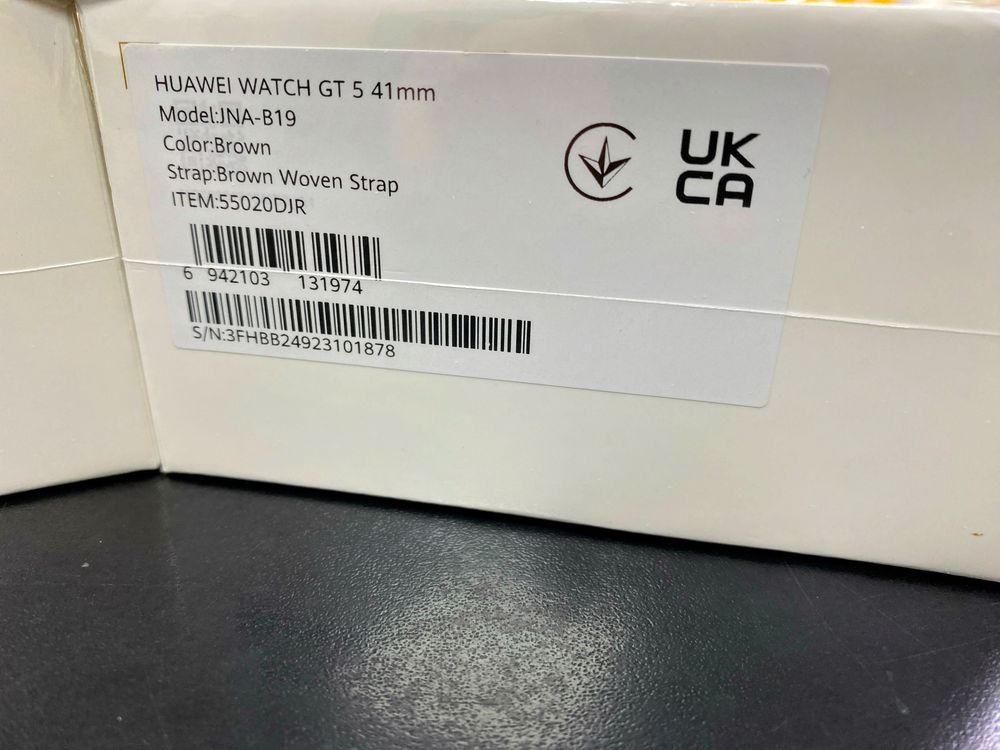 HUAWEI WATCH GT 5 41mm
Model:JNA-B19
Color:Brown
Strap:Brown Woven Strap
ITEM:55020DJR
6 942103 131974
S/N:3FHBB24923101878
UK
CA